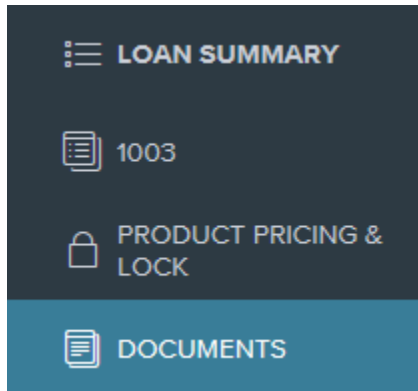 LOAN SUMMARY
1003
PRODUCT PRICING &
LOCK
DOCUMENTS